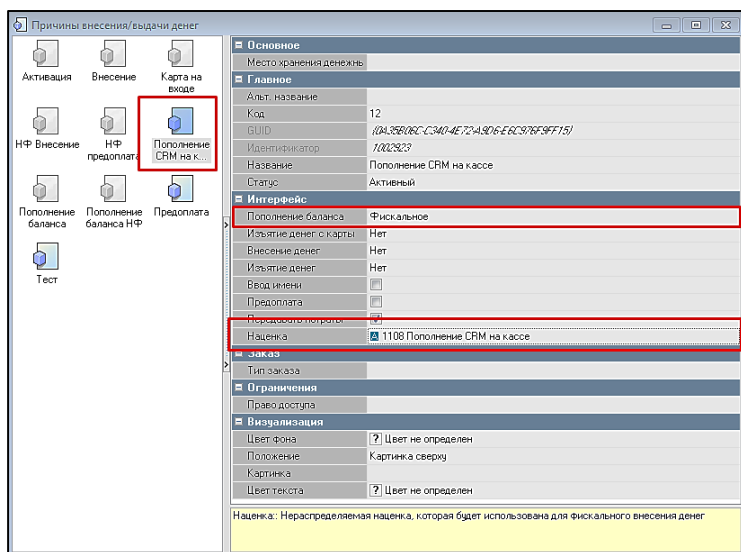 Причины внесения/выдачи денег
Активация
Внесение
Карта на
входе
НФ Внесение
НФ
предоплата
Пополнение
CRM на к...
Пополнение
баланса
Пополнение
баланса НФ
Предоплата
Тест
Основное
Место хранения денежнь
Главное
Альт. название
Код 12
GUID {0A35B06C-C340-4E72-A9D6-E6C976F9FF15}
Идентификатор 1002923
Название Пополнение CRM на кассе
Статус Активный
Интерфейс
Пополнение баланса Фискальное
Изъятие денег с карты Нет
Внесение денег Нет
Изъятие денег Нет
Ввод имени
Предоплата
Передавать потраты
Наценка 1108 Пополнение CRM на кассе
Заказ
Тип заказа
Ограничения
Право доступа
Визуализация
Цвет фона ? Цвет не определен
Положение Картинка сверху
Картинка
Цвет текста ? Цвет не определен
Наценка:: Нераспределяемая наценка, которая будет использована для фискального внесения денег